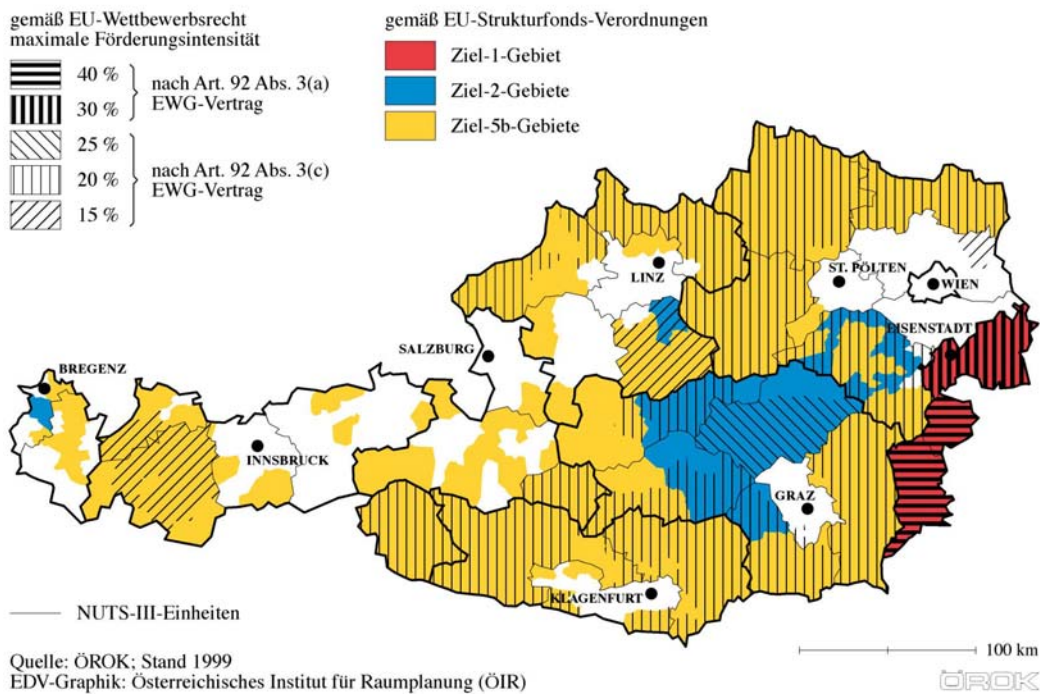 gemäß EU-Wettbewerbsrecht
maximale Förderungsintensität
40 %
30 %
nach Art. 92 Abs. 3(a)
EWG-Vertrag
25 %
20 %
15 %
nach Art. 92 Abs. 3(c)
EWG-Vertrag
gemäß EU-Strukturfonds-Verordnungen
Ziel-1-Gebiet
Ziel-2-Gebiete
Ziel-5b-Gebiete
LINZ
ST. PÖLTEN
WIEN
EISENSTADT
SALZBURG
BREGENZ
INNSBRUCK
GRAZ
KLAGENFURT
NUTS-III-Einheiten
100 km
Quelle: ÖROK; Stand 1999
EDV-Graphik: Österreichisches Institut für Raumplanung (ÖIR)
ÖROK